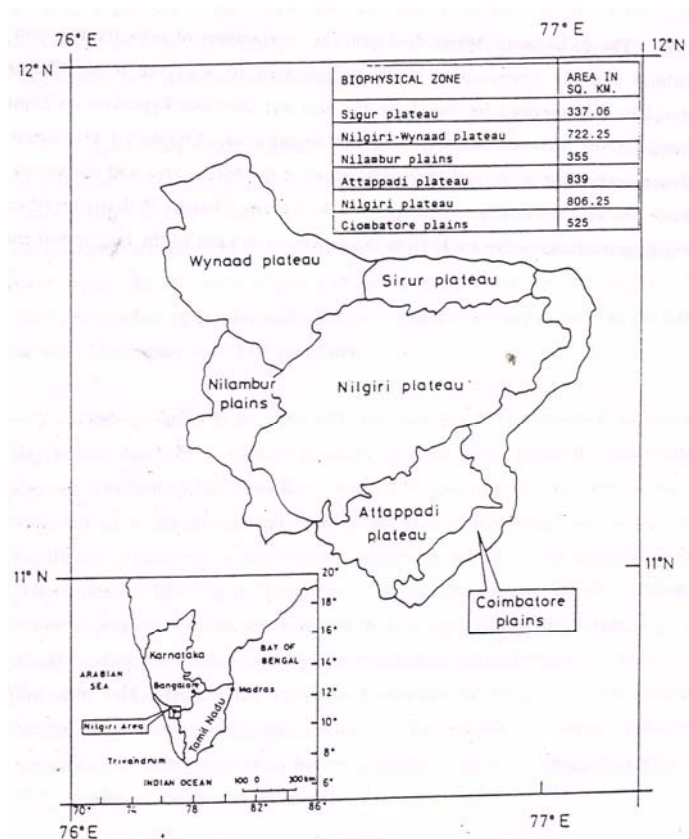 76°E
77°E
12°N
12°N
BIOPHYSICAL ZONE AREA IN SQ. KM.
Sigur plateau 337.06
Nilgiri-Wynaad plateau 722.25
Nilambur plains 355
Attappadi plateau 839
Nilgiri plateau 806.25
Ciombatore plains 525
Wynaad plateau
Sirur plateau
Nilambur
plains
Nilgiri plateau
Attappadi
plateau
11°N
11°N
Coimbatore
plains
20°
18°
16°
14°
12°
10°
8°
6°
Karnataka
BAY OF
BENGAL
ARABIAN
SEA
Bangalore
Madras
Nilgiri Area
Tamil Nadu
Trivandrum
INDIAN OCEAN
100 0 300km
70°
78
82°
86
76°E
77°E